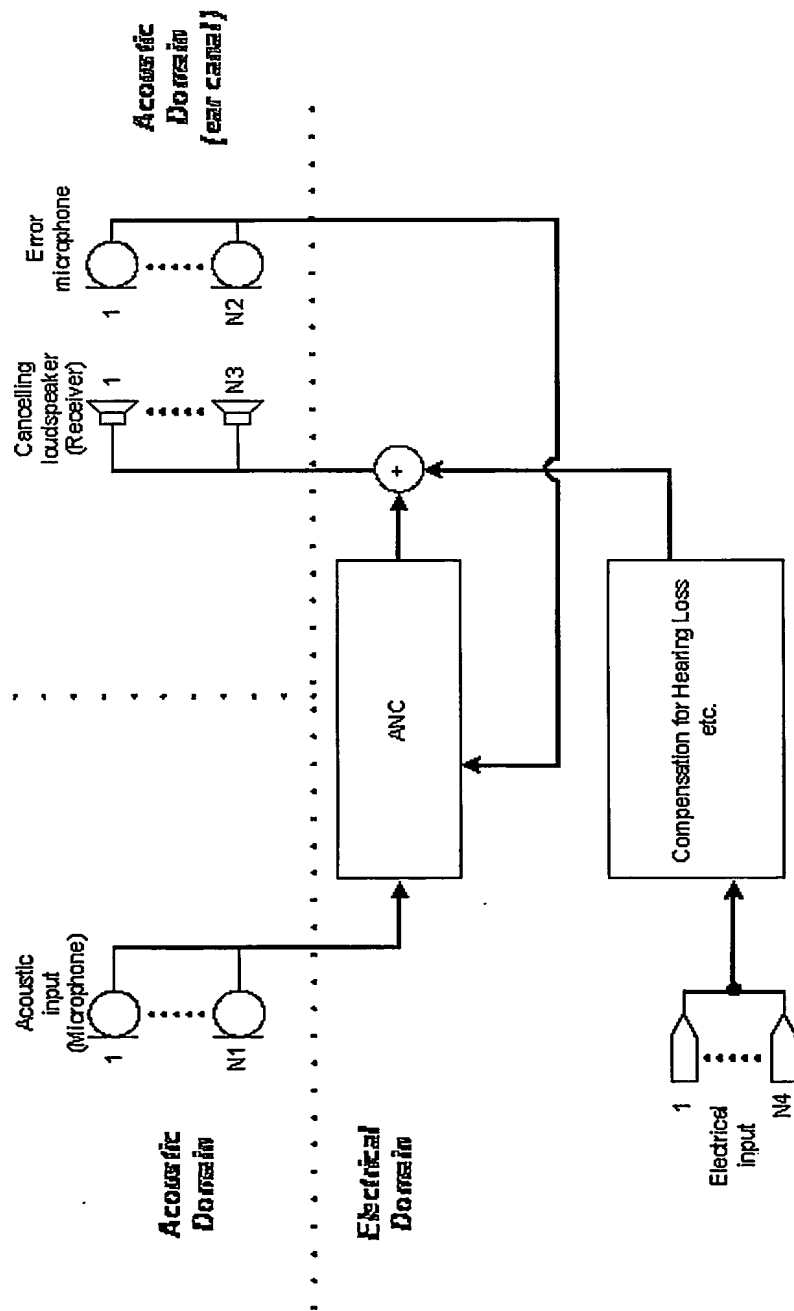 Acoustic
Domain
Acoustic
input
(Microphone)
1
N1
Cancelling
loudspeaker
(Receiver)
1
N3
Error
microphone
1
N2
Acoustic
Domain
(ear canal)
Electrical
Domain
ANC
+
Electrical
input
1
N4
Compensation for Hearing Loss
etc.